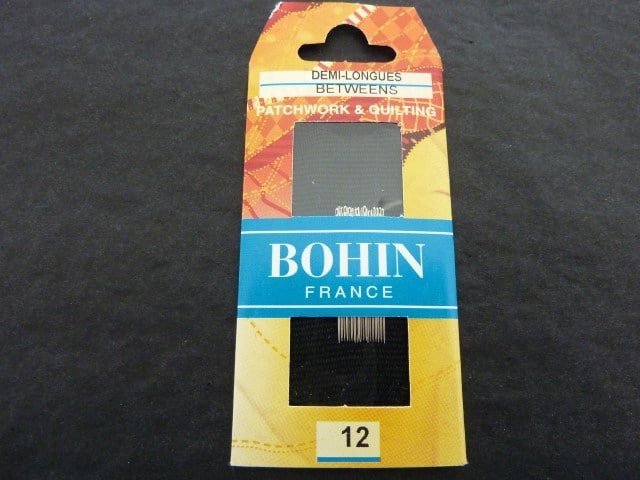 DEMI-LONGUES
BETWEENS
PATCHWORK & QUILTING
BOHIN
FRANCE
12